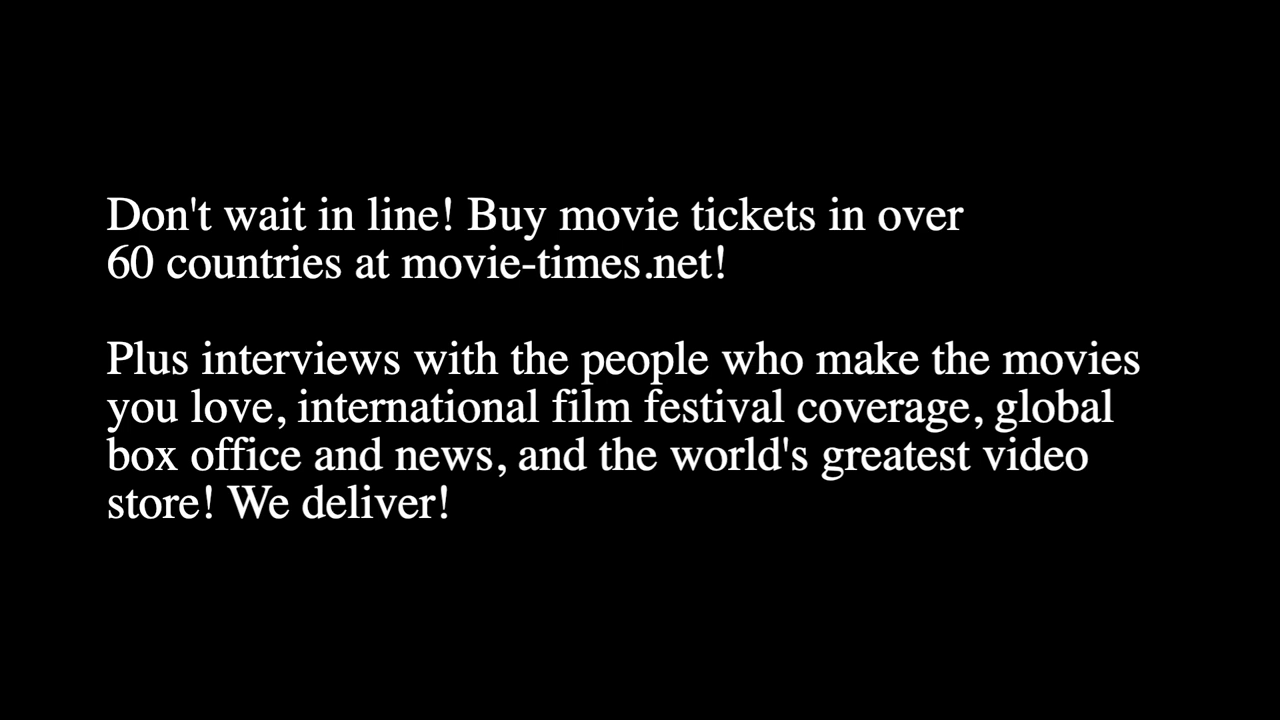 Don't wait in line! Buy movie tickets in over
60 countries at movie-times.net!
Plus interviews with the people who make the movies
you love, international film festival coverage, global
box office and news, and the world's greatest video
store! We deliver!